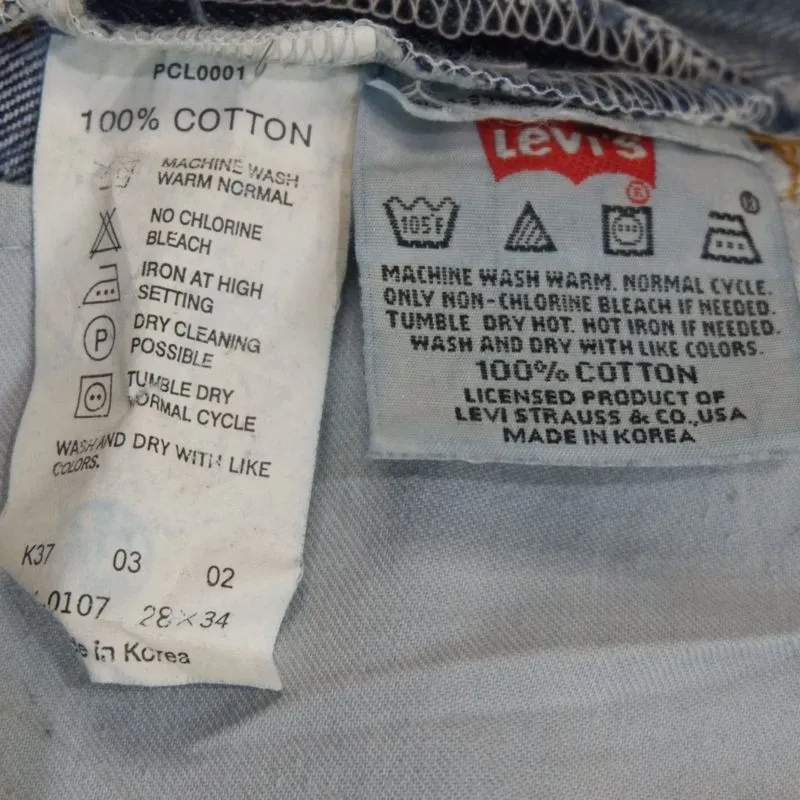 PCL0001
100% COTTON
MACHINE WASH
WARM NORMAL
NO CHLORINE
BLEACH
IRON AT HIGH
SETTING
P
DRY CLEANING
POSSIBLE
TUMBLE DRY
NORMAL CYCLE
WASH AND DRY WITH LIKE
COLORS.
K37 03 02
0107 28×34
in Korea
Levi's
105F
MACHINE WASH WARM. NORMAL CYCLE.
ONLY NON-CHLORINE BLEACH IF NEEDED.
TUMBLE DRY HOT. HOT IRON IF NEEDED.
WASH AND DRY WITH LIKE COLORS.
100% COTTON
LICENSED PRODUCT OF
LEVI STRAUSS & CO.,USA
MADE IN KOREA